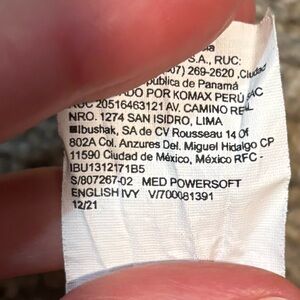 S.A., RUC:
07) 269-2620 ,Ciudad
pública de Panamá
ADO POR KOMAX PERÚ SAC
RUC 20516463121 AV. CAMINO REAL
NRO. 1274 SAN ISIDRO, LIMA
Ibushak, SA de CV Rousseau 14 Of
802A Col. Anzures Del. Miguel Hidalgo CP
11590 Ciudad de México, México RFC -
IBU1312171B5
S/807267-02 MED POWERSOFT
ENGLISH IVY V/700081391
12/21